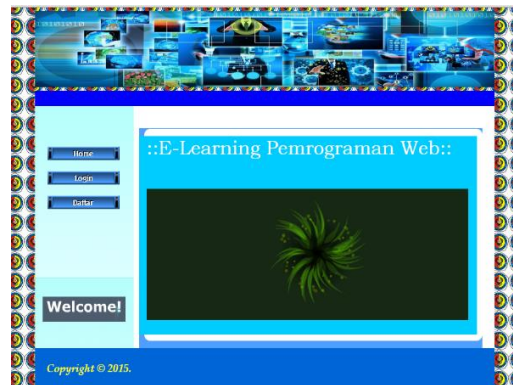 Home
Login
Daftar
::E-Learning Pemrograman Web::
Welcome!
Copyright © 2015.